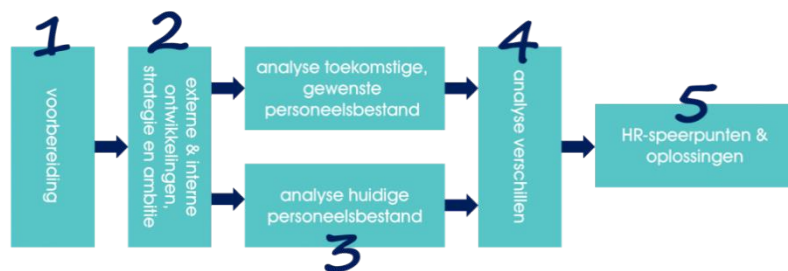 1
voorbereiding
2
externe & interne
ontwikkelingen,
strategie en ambitie
analyse toekomstige,
gewenste
personeelsbestand
analyse huidige
personeelsbestand
3
4
analyse verschillen
5
HR-speerpunten &
oplossingen